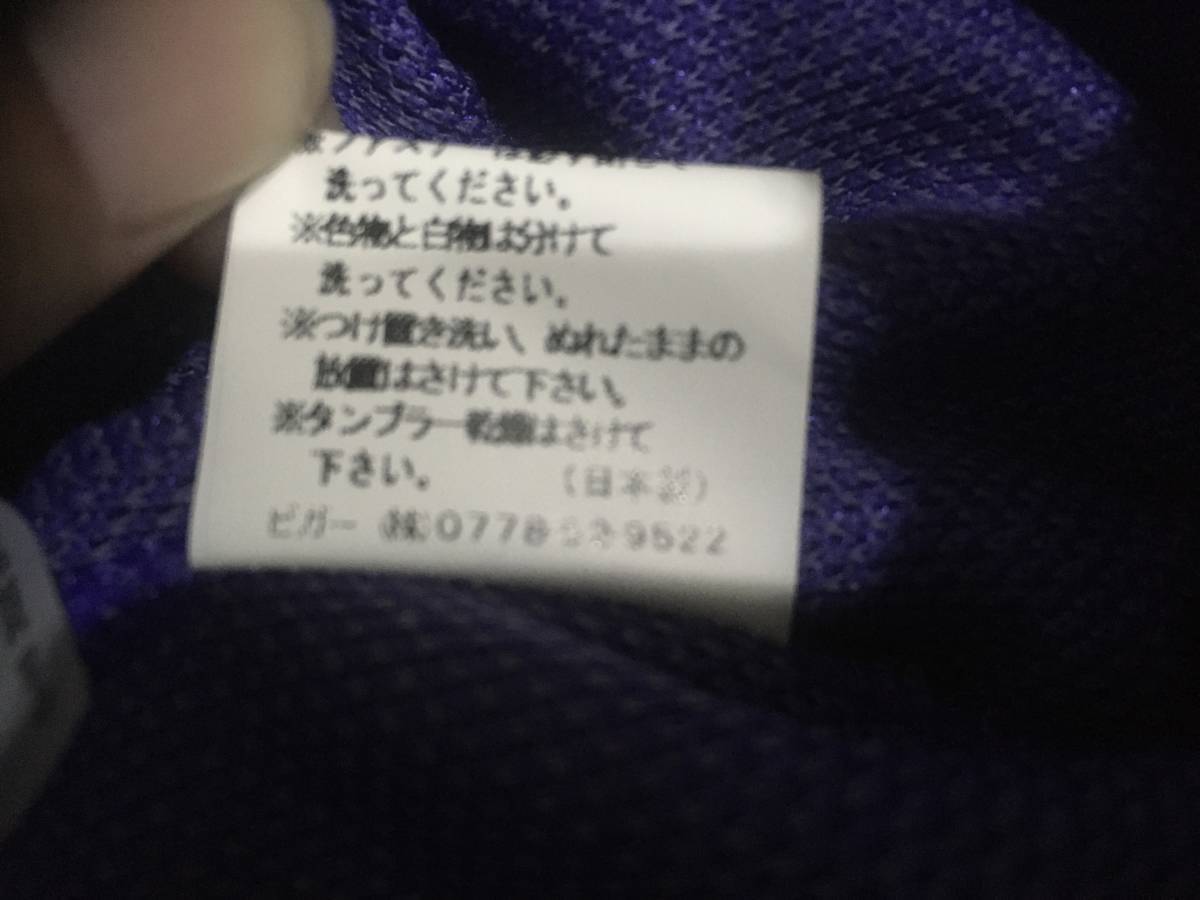 洗ってください。
※色物と白物は分けて
洗ってください。
※つけ置き洗い、ぬれたままの
放置はさけて下さい。
※タンブラー乾燥はさけて
下さい。 （日本製）
ビガー ㈱0778 9522